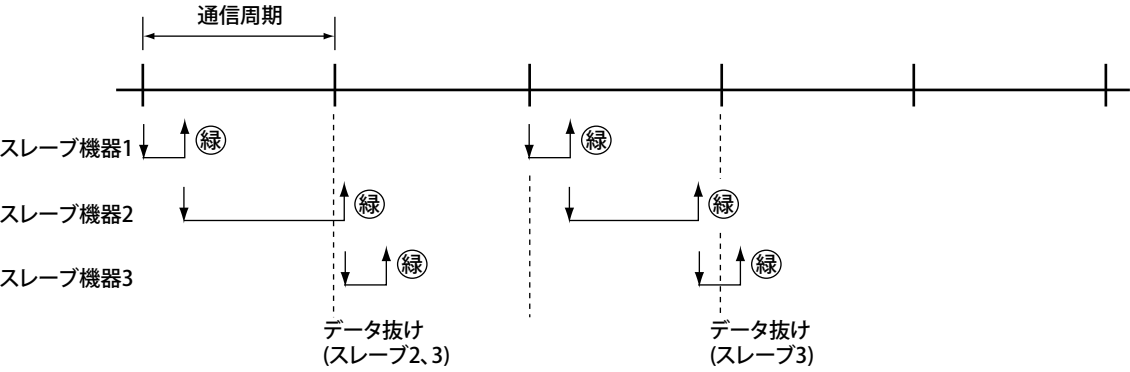 通信周期
スレーブ機器1
緑
緑
スレーブ機器2
緑
緑
スレーブ機器3
緑
緑
データ抜け
(スレーブ2、3)
データ抜け
(スレーブ3)